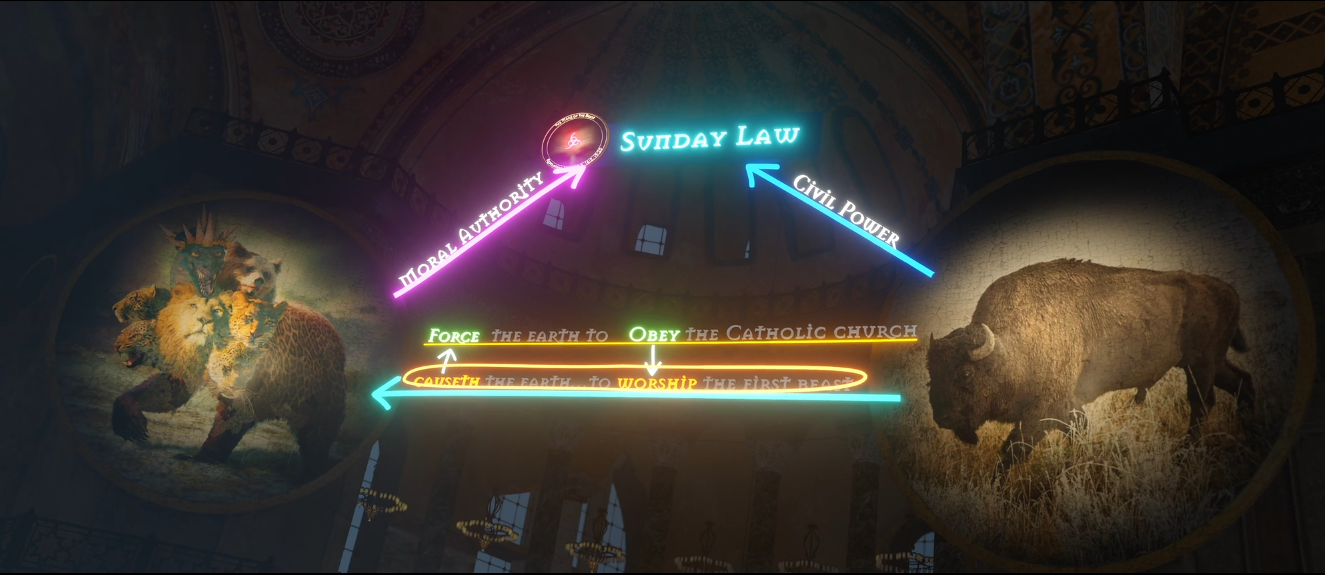 Sunday Law
Moral Authority
Civil Power
Force the earth to Obey the Catholic church
causeth the earth.. to worship the first beast